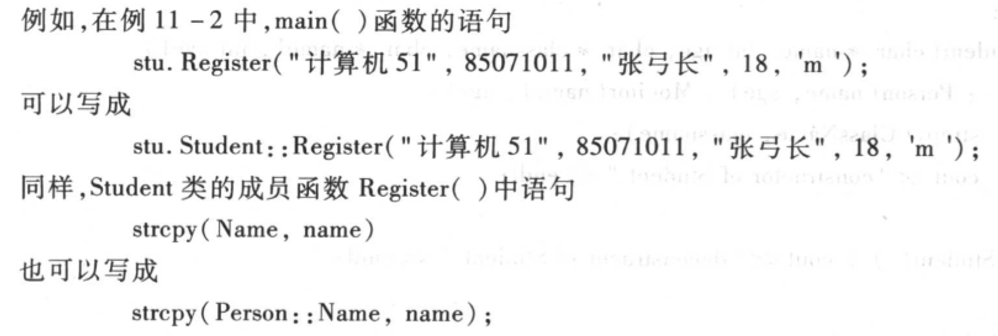 例如,在例 11－2 中,main( )函数的语句
stu. Register("计算机 51", 85071011, "张弓长", 18, 'm ');
可以写成
stu. Student::Register("计算机 51", 85071011, "张弓长", 18, 'm ');
同样,Student 类的成员函数 Register( )中语句
strcpy(Name, name)
也可以写成
strcpy(Person::Name, name);